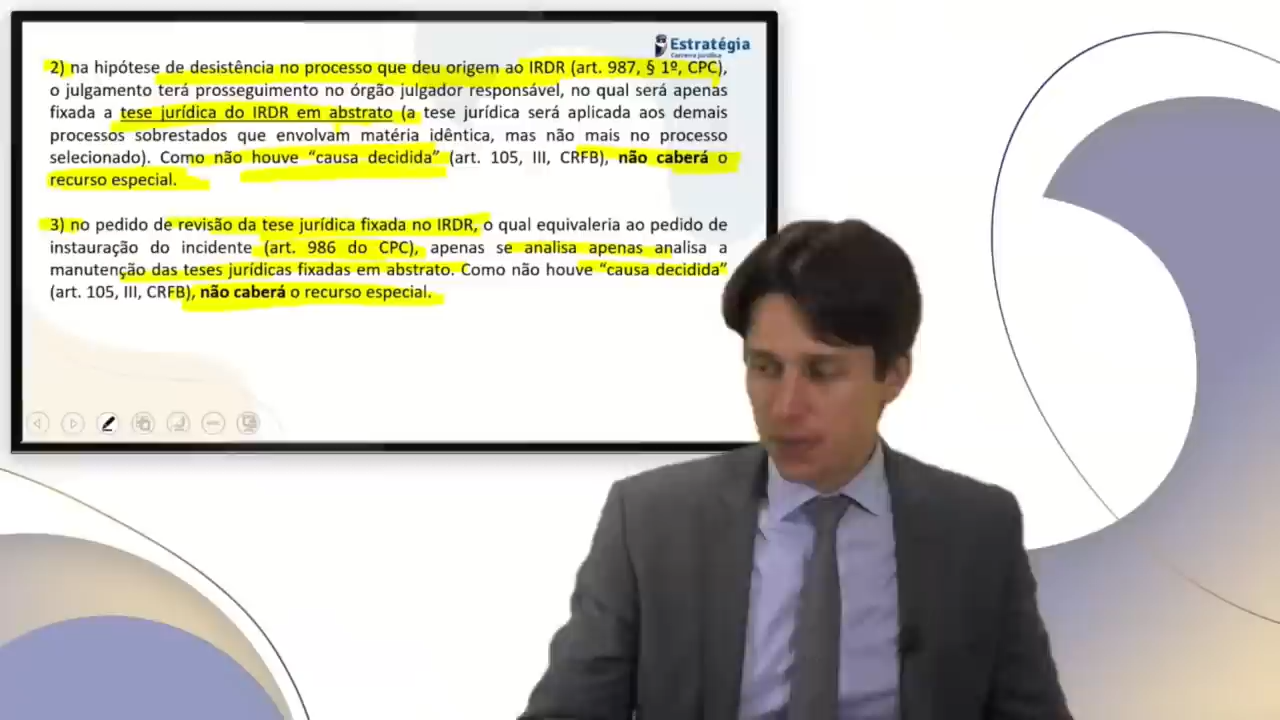 Estratégia
Carreira Jurídica
2) na hipótese de desistência no processo que deu origem ao IRDR (art. 987, § 1º, CPC),
o julgamento terá prosseguimento no órgão julgador responsável, no qual será apenas
fixada a tese jurídica do IRDR em abstrato (a tese jurídica será aplicada aos demais
processos sobrestados que envolvam matéria idêntica, mas não mais no processo
selecionado). Como não houve “causa decidida” (art. 105, III, CRFB), não caberá o
recurso especial.
3) no pedido de revisão da tese jurídica fixada no IRDR, o qual equivaleria ao pedido de
instauração do incidente (art. 986 do CPC), apenas se analisa apenas analisa a
manutenção das teses jurídicas fixadas em abstrato. Como não houve “causa decidida”
(art. 105, III, CRFB), não caberá o recurso especial.